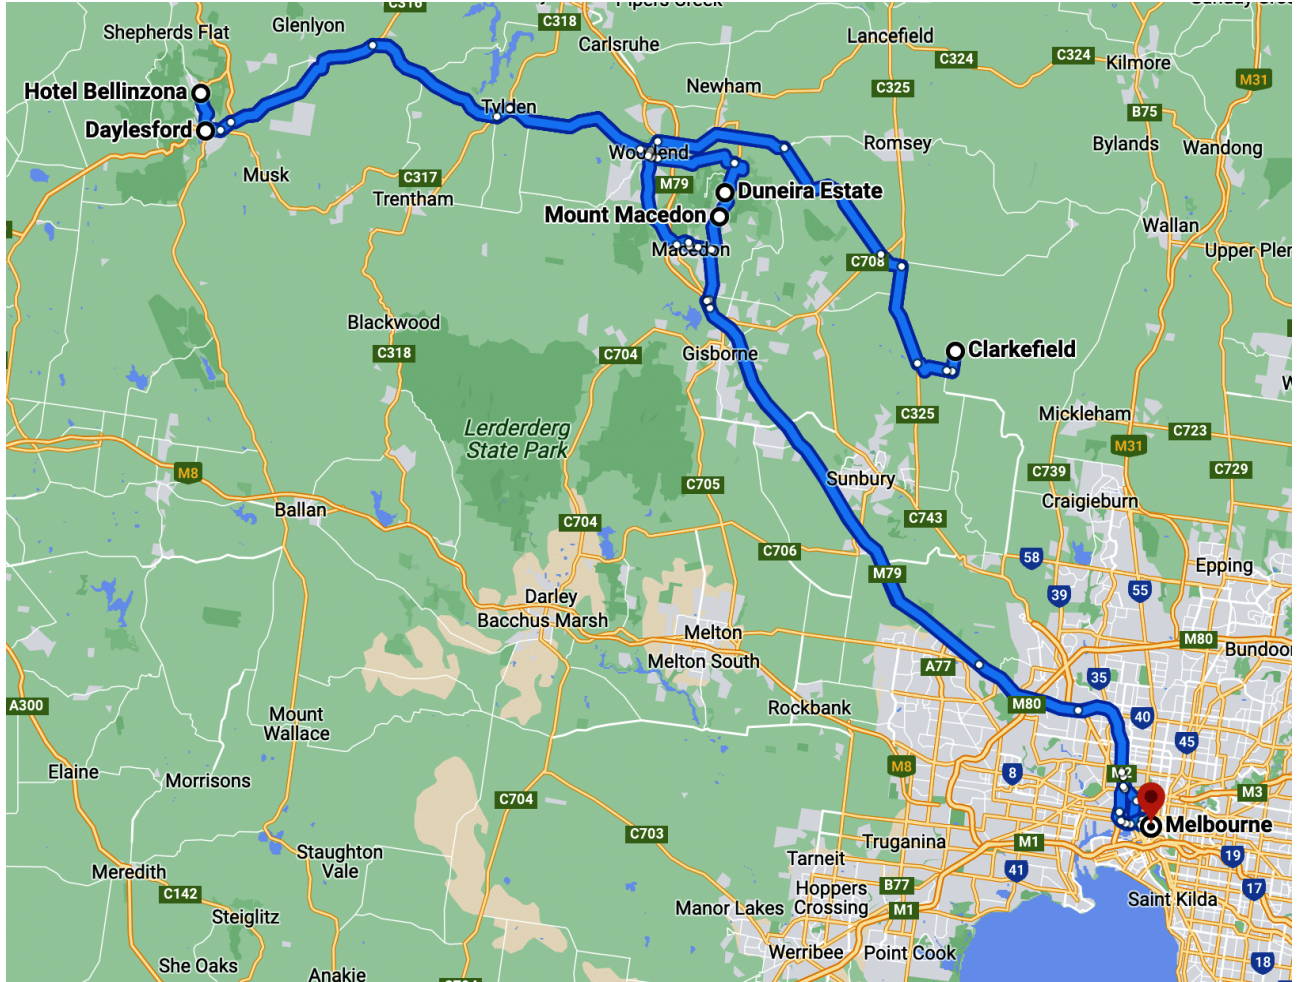 C316
Pipers Creek
Shepherds Flat
Glenlyon
C318
Carlsruhe
Lancefield
C324
C324
Kilmore
M31
Hotel Bellinzona
Newham
C325
Tylden
B75
Daylesford
Woodend
Romsey
Bylands
Wandong
Musk
C317
M79
Trentham
Duneira Estate
Mount Macedon
Wallan
Macedon
C708
Upper Plen
Blackwood
C318
C704
Gisborne
Clarkefield
Lerderderg
State Park
C325
Mickleham
C723
M31
M8
C705
Sunbury
C739
C729
Craigieburn
Ballan
C704
C743
C706
58
Epping
M79
39
55
Darley
Bacchus Marsh
Melton
M80
Melton South
A77
35
Bundoor
A300
Rockbank
M80
40
Mount
Wallace
45
Elaine
Morrisons
M8
8
M2
C704
M3
Melbourne
C703
Truganina
M1
Staughton
Vale
Tarneit
41
19
Meredith
C142
Hoppers
Crossing
B77
17
Saint Kilda
Steiglitz
Manor Lakes
M1
She Oaks
Werribee
Point Cook
18
Anakie